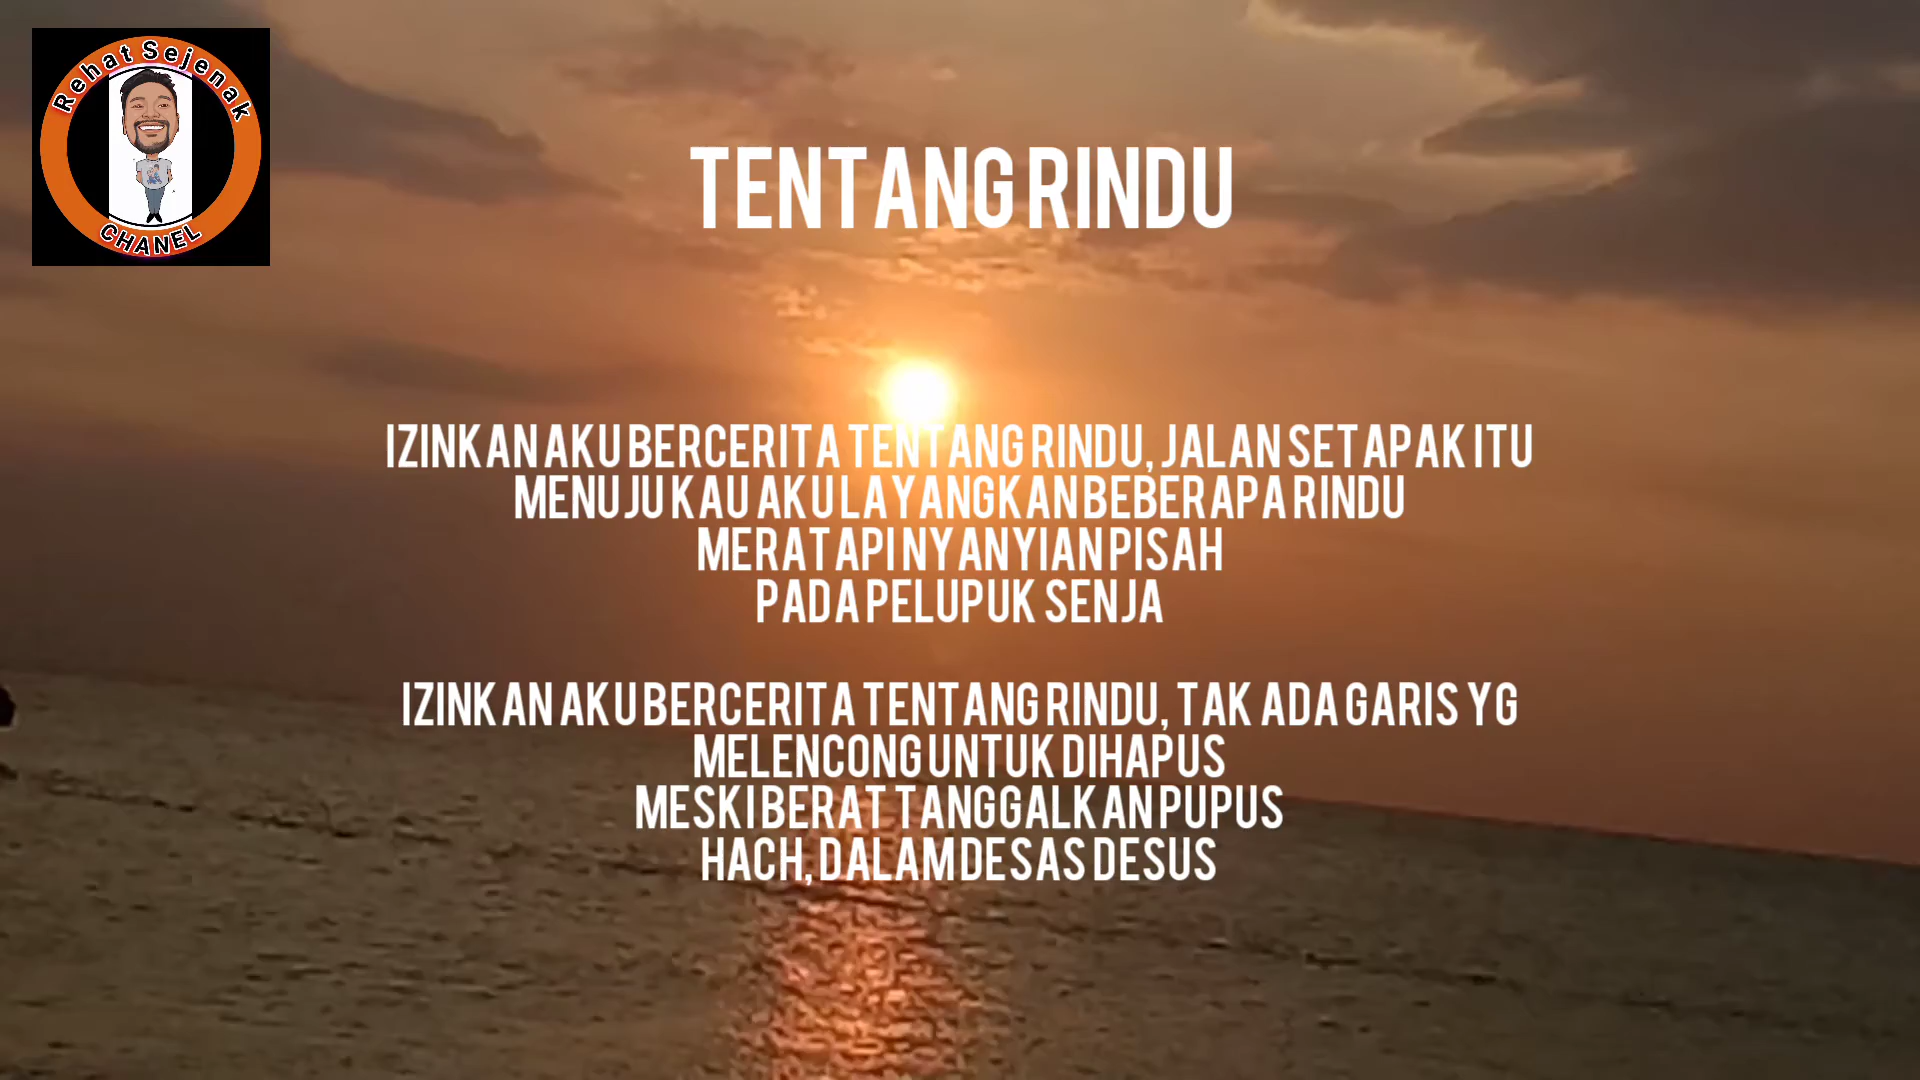 Rehat Sejenak
CHANEL
TENTANG RINDU
IZINKAN AKU BERCERITA TENTANG RINDU, JALAN SETAPAK ITU
MENUJU KAU AKU LAYANGKAN BEBERAPA RINDU
MERATAPI NYANYIAN PISAH
PADA PELUPUK SENJA
IZINKAN AKU BERCERITA TENTANG RINDU, TAK ADA GARIS YG
MELENCONG UNTUK DIHAPUS
MESKI BERAT TANGGALKAN PUPUS
HACH, DALAM DESAS DESUS